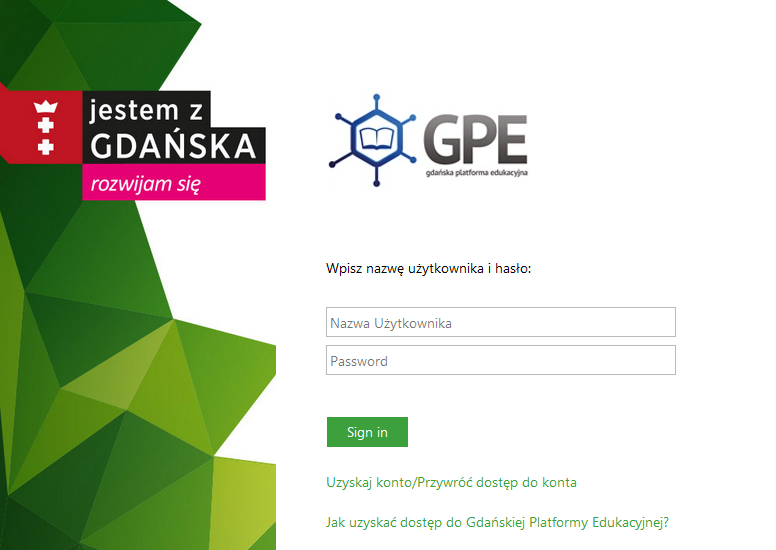 jestem z
GDAŃSKA
rozwijam się
GPE
gdańska platforma edukacyjna
Wpisz nazwę użytkownika i hasło:
Nazwa Użytkownika
Password
Sign in
Uzyskaj konto/Przywróć dostęp do konta
Jak uzyskać dostęp do Gdańskiej Platformy Edukacyjnej?